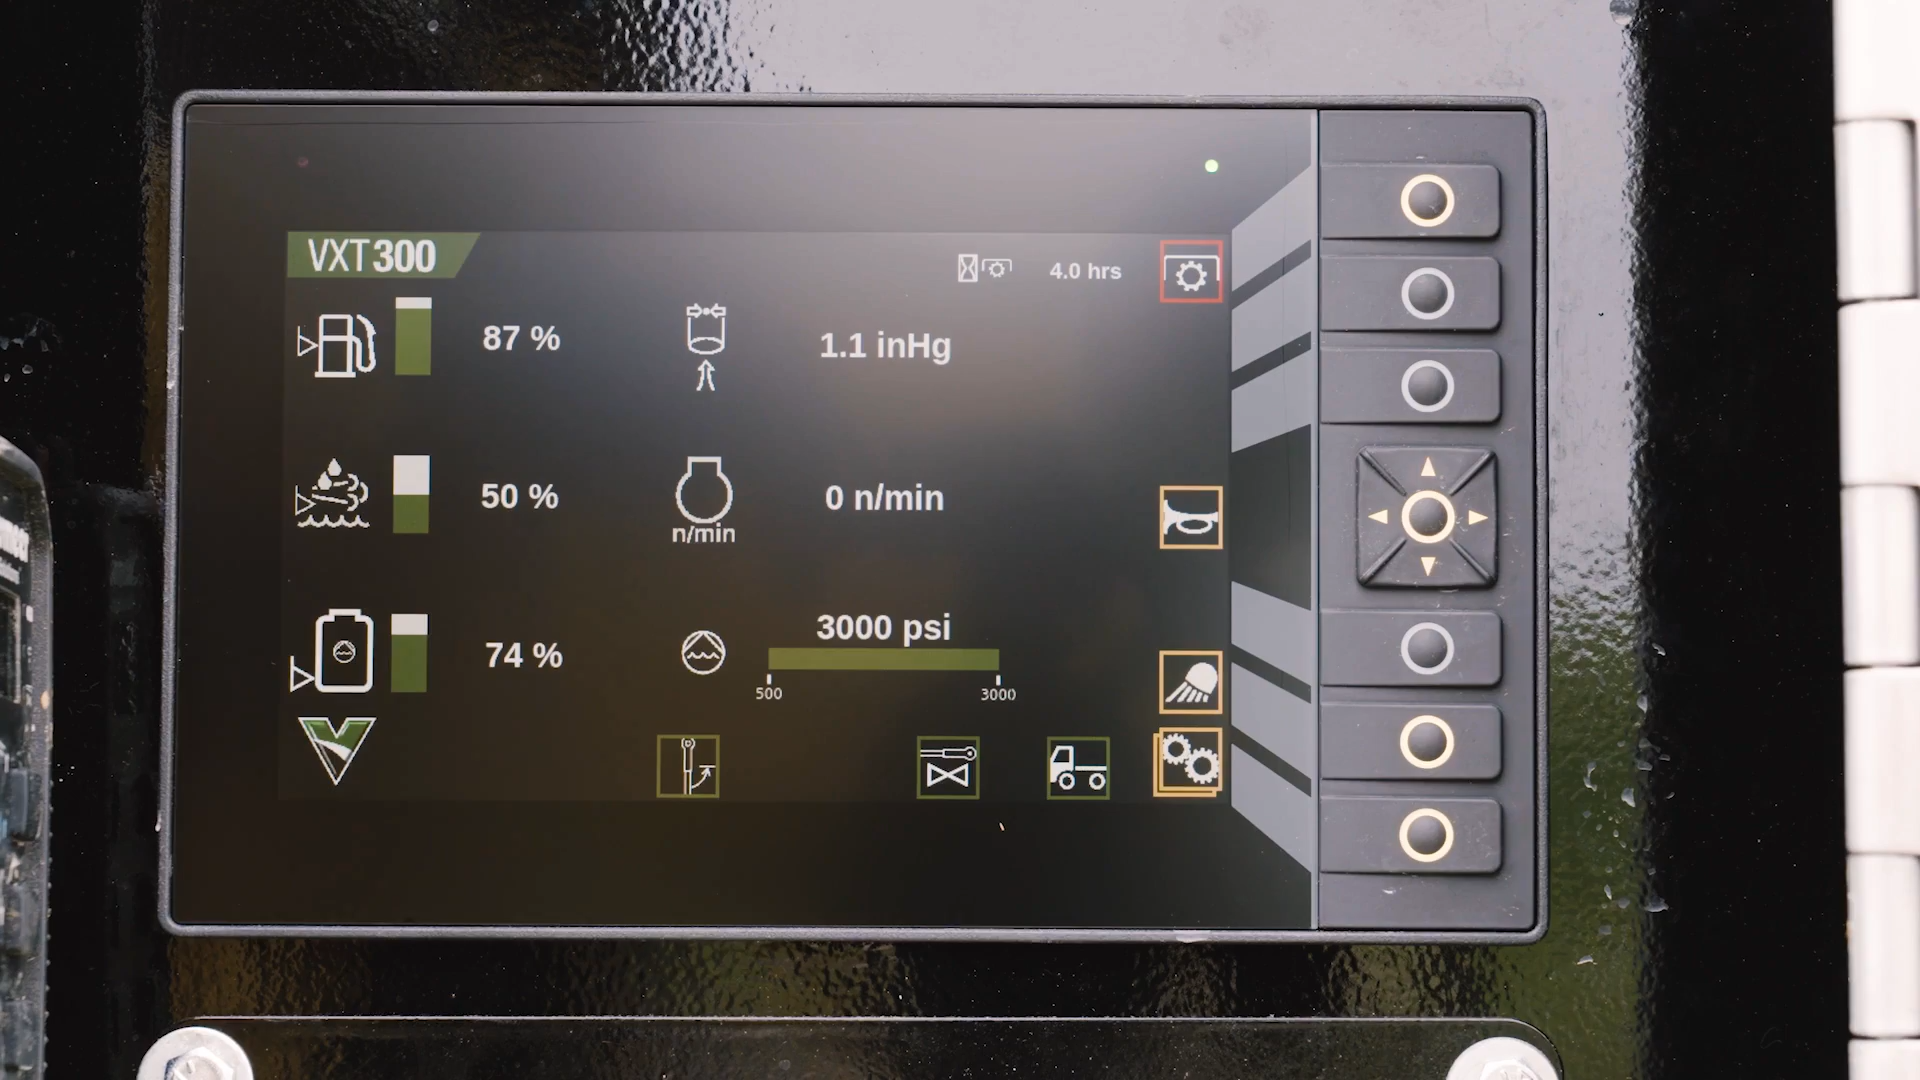 VXT300
4.0 hrs
87 %
1.1 inHg
50 %
n/min
0 n/min
74 %
3000 psi
500
3000